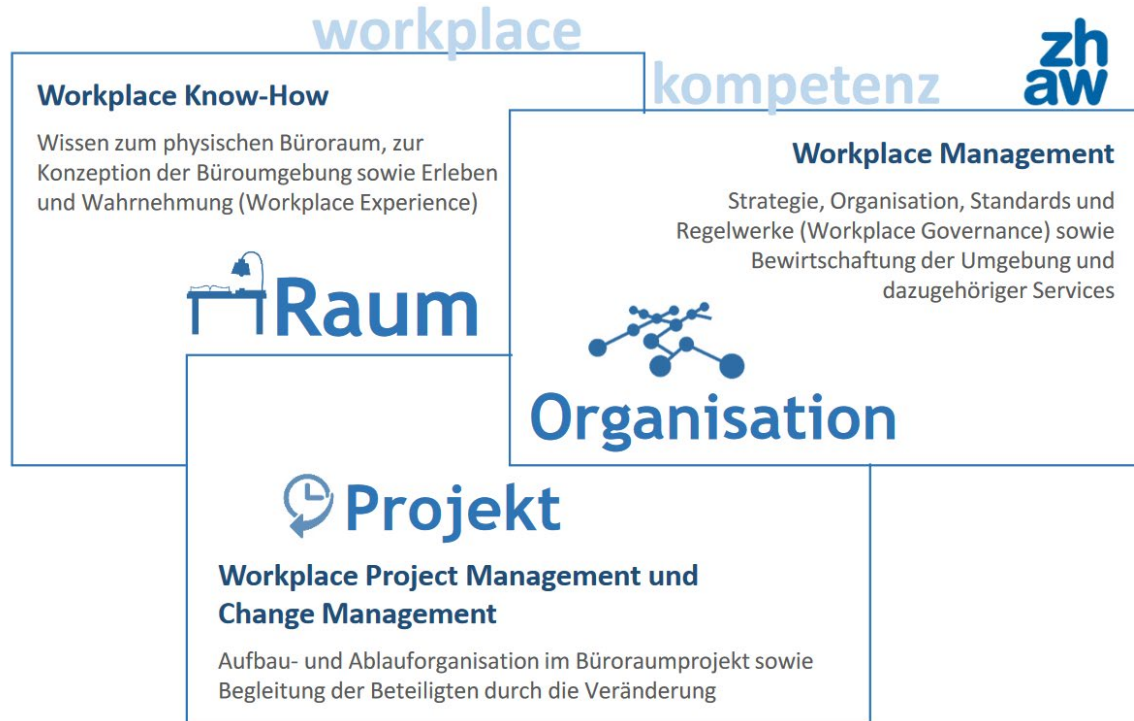 workplace
kompetenz
zh
aw
Workplace Know-How
Wissen zum physischen Büroraum, zur
Konzeption der Büroumgebung sowie Erleben
und Wahrnehmung (Workplace Experience)
Raum
Workplace Management
Strategie, Organisation, Standards und
Regelwerke (Workplace Governance) sowie
Bewirtschaftung der Umgebung und
dazugehöriger Services
Organisation
Projekt
Workplace Project Management und
Change Management
Aufbau- und Ablauforganisation im Büroraumprojekt sowie
Begleitung der Beteiligten durch die Veränderung